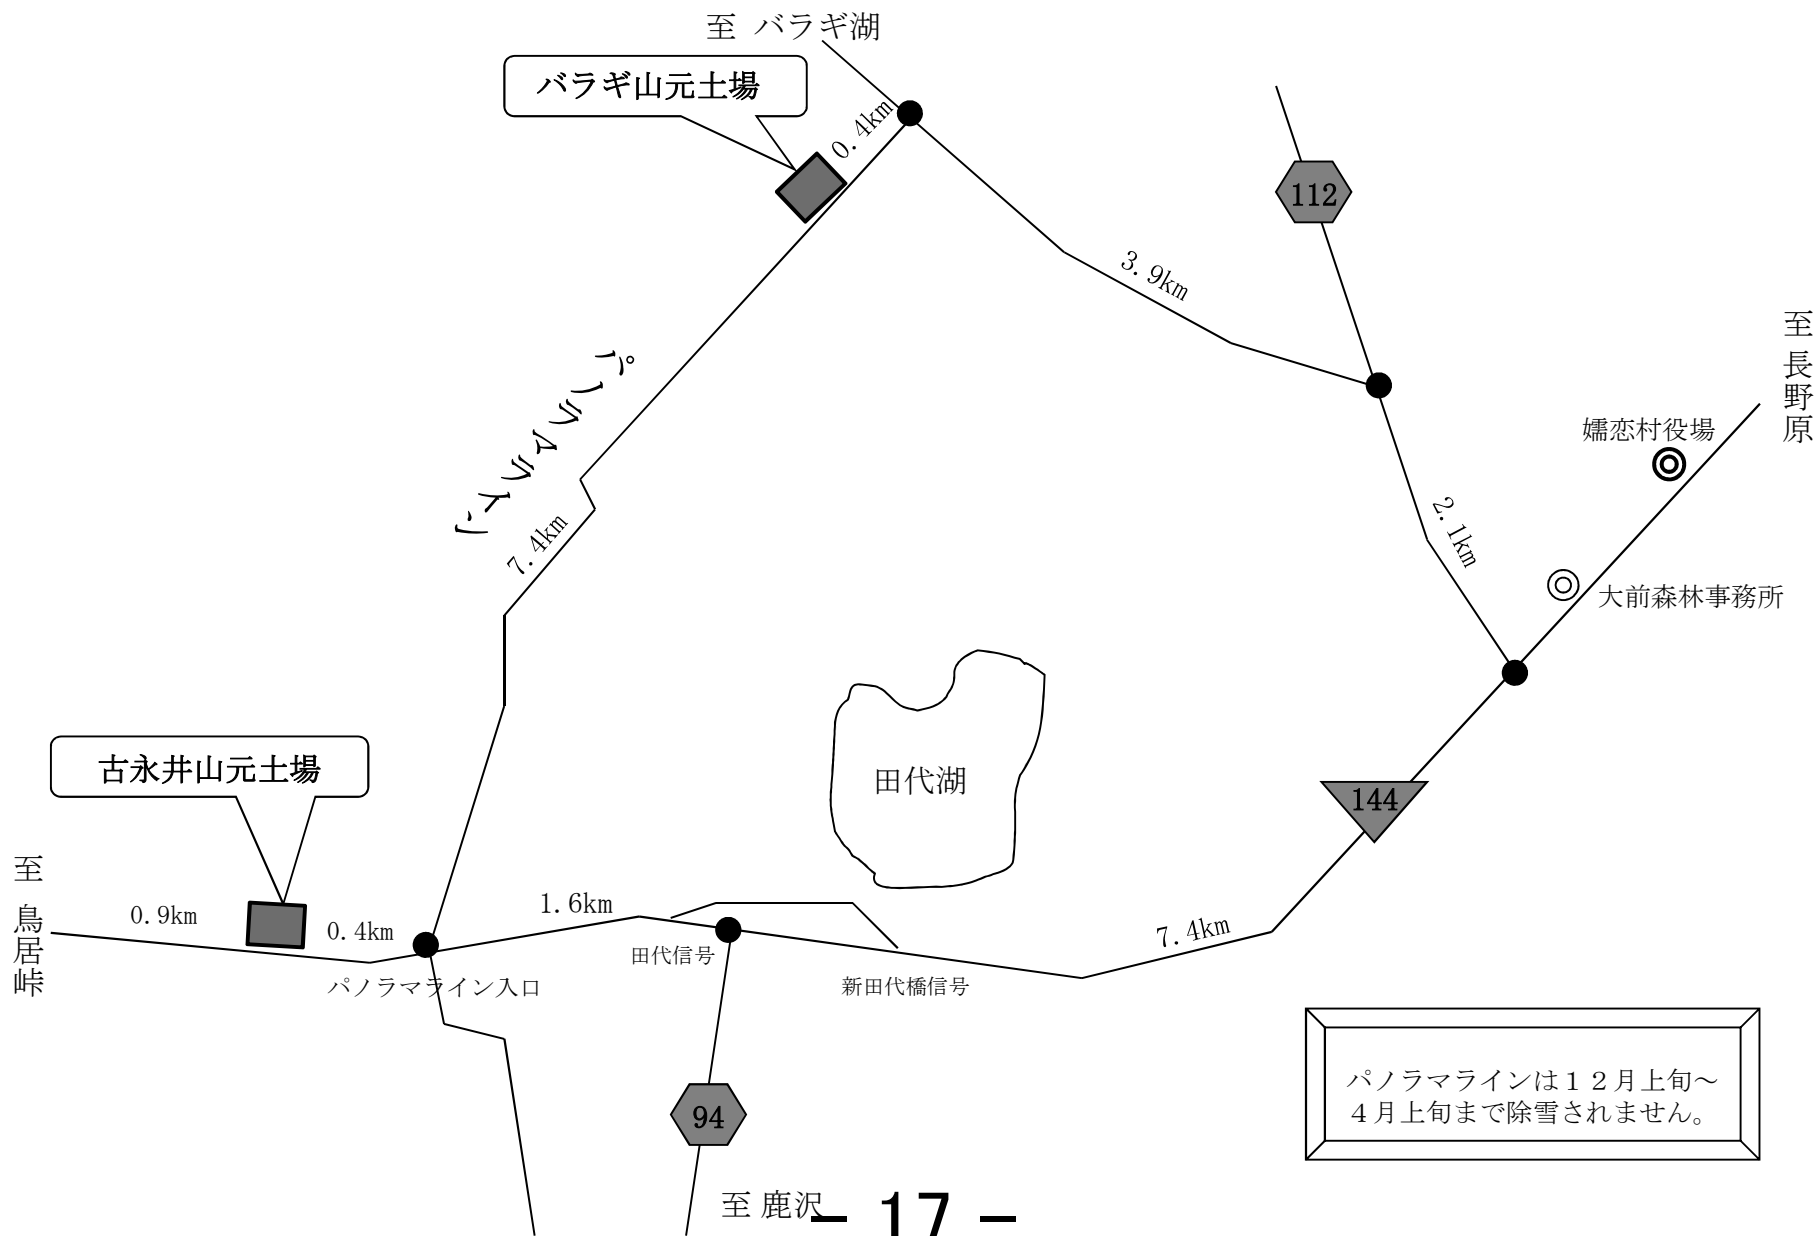 至 バラギ湖
バラギ山元土場
0.4km
112
3.9km
至 長野原
パノラマライン
嬬恋村役場
2.1km
7.4km
大前森林事務所
田代湖
144
古永井山元土場
至 鳥居峠
0.9km
0.4km
1.6km
7.4km
田代信号
パノラマライン入口
新田代橋信号
94
パノラマラインは１２月上旬～
４月上旬まで除雪されません。
至 鹿沢
- 17 -